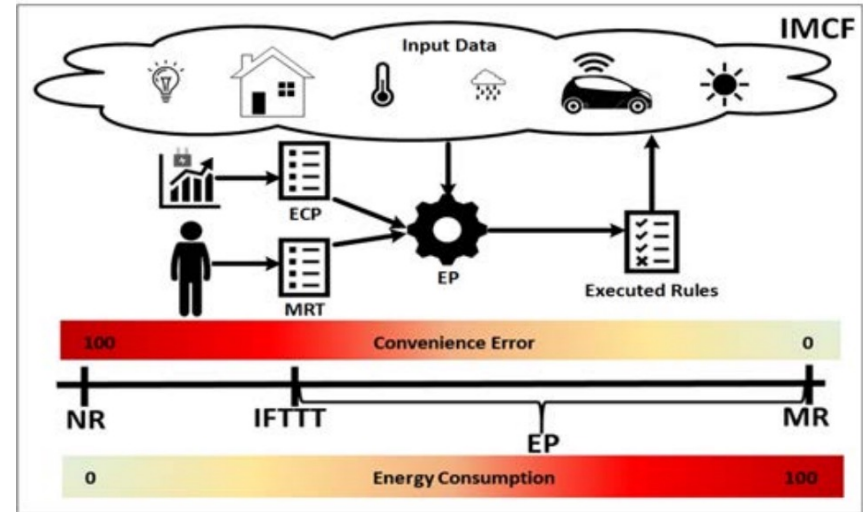 IMCF
Input Data
ECP
MRT
EP
Executed Rules
100 Convenience Error 0
NR IFTTT MR
EP
0 Energy Consumption 100